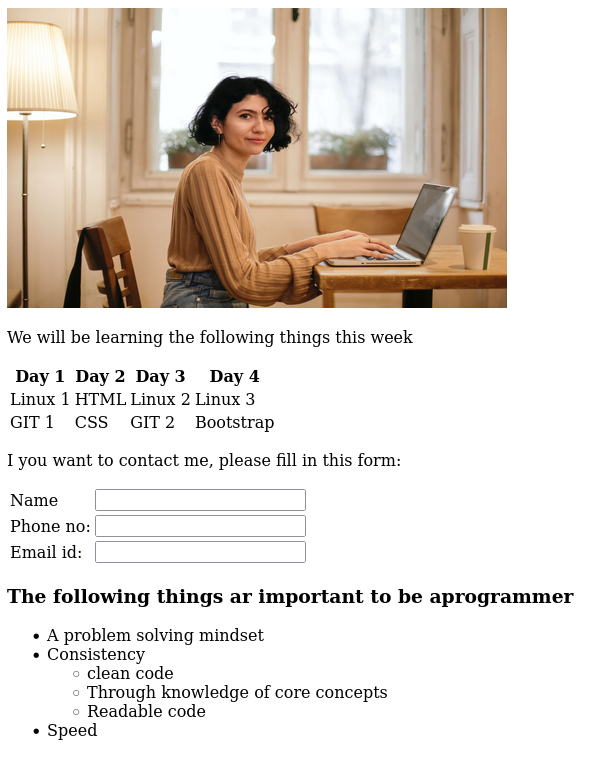 We will be learning the following things this week
Day 1 Day 2 Day 3 Day 4
Linux 1 HTML Linux 2 Linux 3
GIT 1 CSS GIT 2 Bootstrap
I you want to contact me, please fill in this form:
Name
Phone no:
Email id:
The following things ar important to be aprogrammer
A problem solving mindset
Consistency
clean code
Through knowledge of core concepts
Readable code
Speed